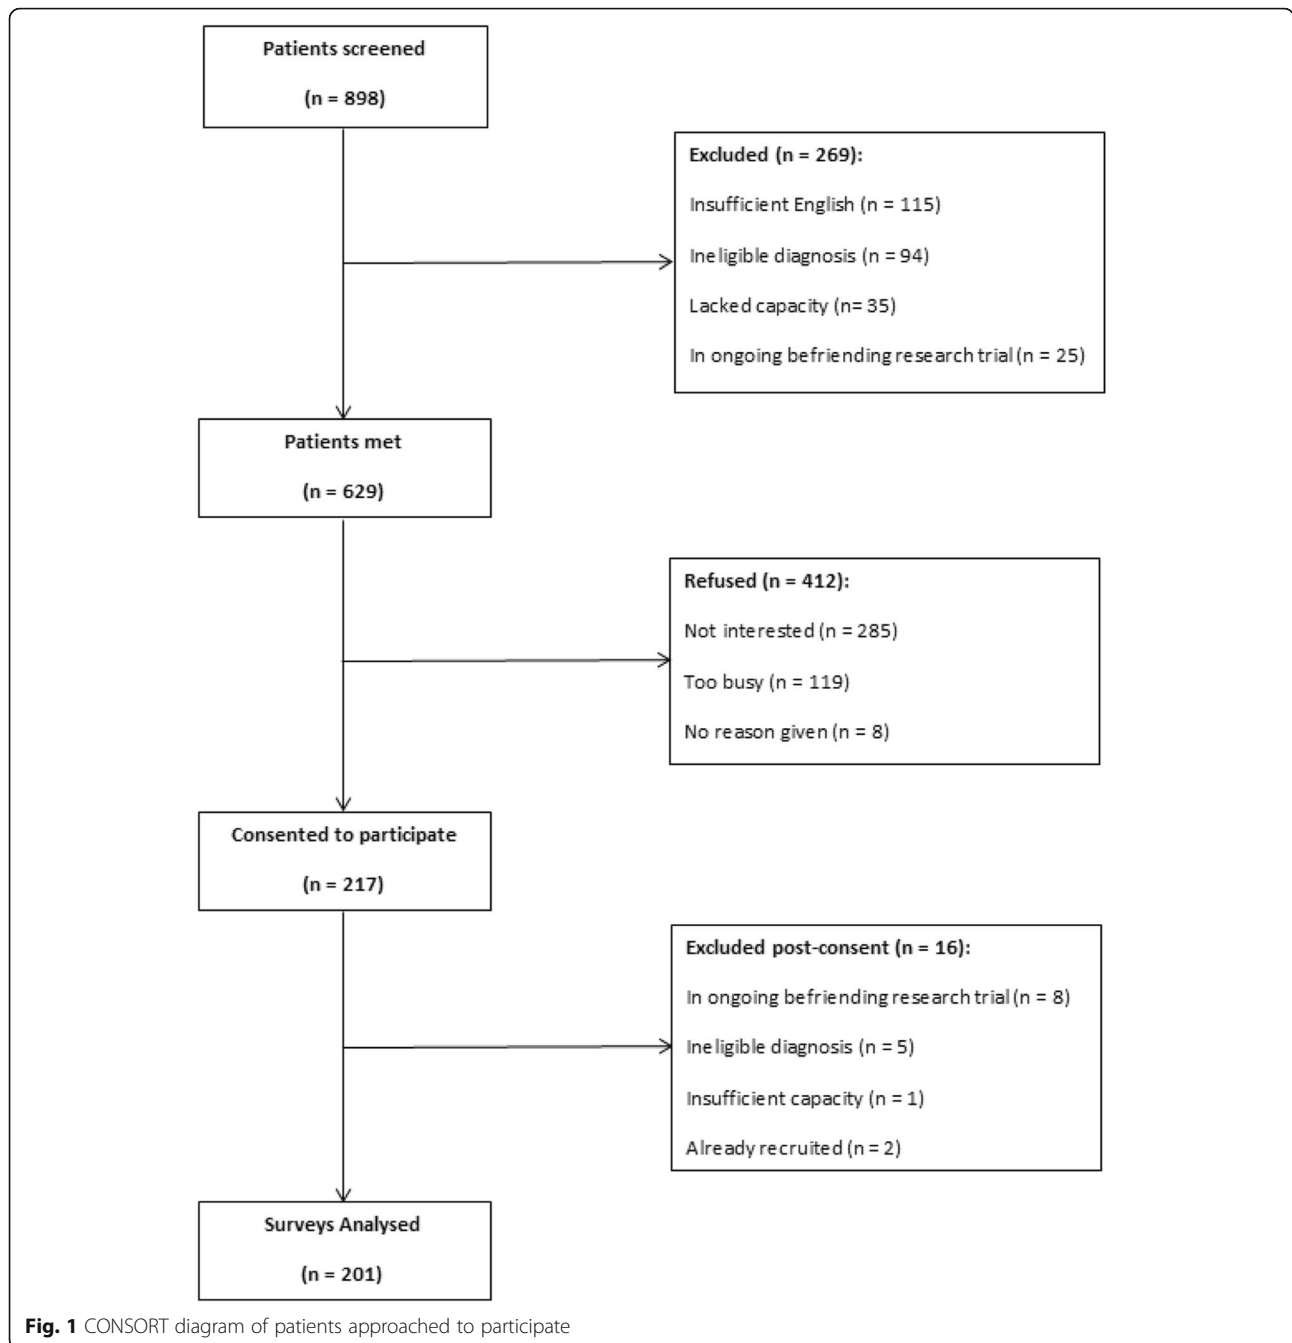 Patients screened
(n = 898)
Excluded (n = 269):
Insufficient English (n = 115)
Ineligible diagnosis (n = 94)
Lacked capacity (n= 35)
In ongoing befriending research trial (n = 25)
Patients met
(n = 629)
Refused (n = 412):
Not interested (n = 285)
Too busy (n = 119)
No reason given (n = 8)
Consented to participate
(n = 217)
Excluded post-consent (n = 16):
In ongoing befriending research trial (n = 8)
Ineligible diagnosis (n = 5)
Insufficient capacity (n = 1)
Already recruited (n = 2)
Surveys Analysed
(n = 201)
Fig. 1 CONSORT diagram of patients approached to participate